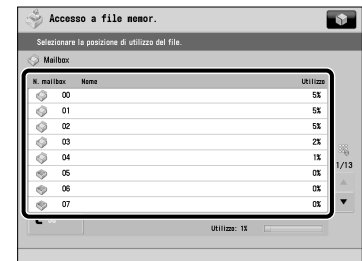 Accesso a file memor.
Selezionare la posizione di utilizzo del file.
Mailbox
N. mailbox Nome Utilizzo
00 5%
01 5%
02 5%
03 2%
04 1%
05 0%
06 0%
07 0%
1/13
Utilizzo: 1%